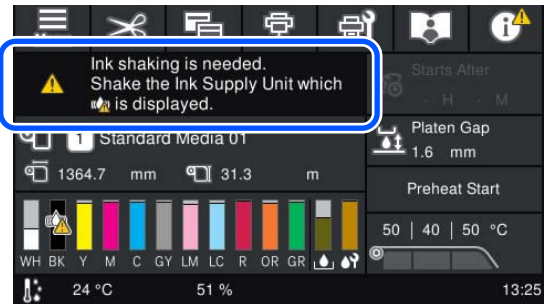 Ink shaking is needed.
Shake the Ink Supply Unit which
is displayed.
Starts After
- H - M
1 Standard Media 01
Platen Gap
1.6 mm
1364.7 mm 31.3 m
Preheat Start
50 | 40 | 50 °C
WH BK Y M C GY LM LC R OR GR
24 °C 51 % 13:25